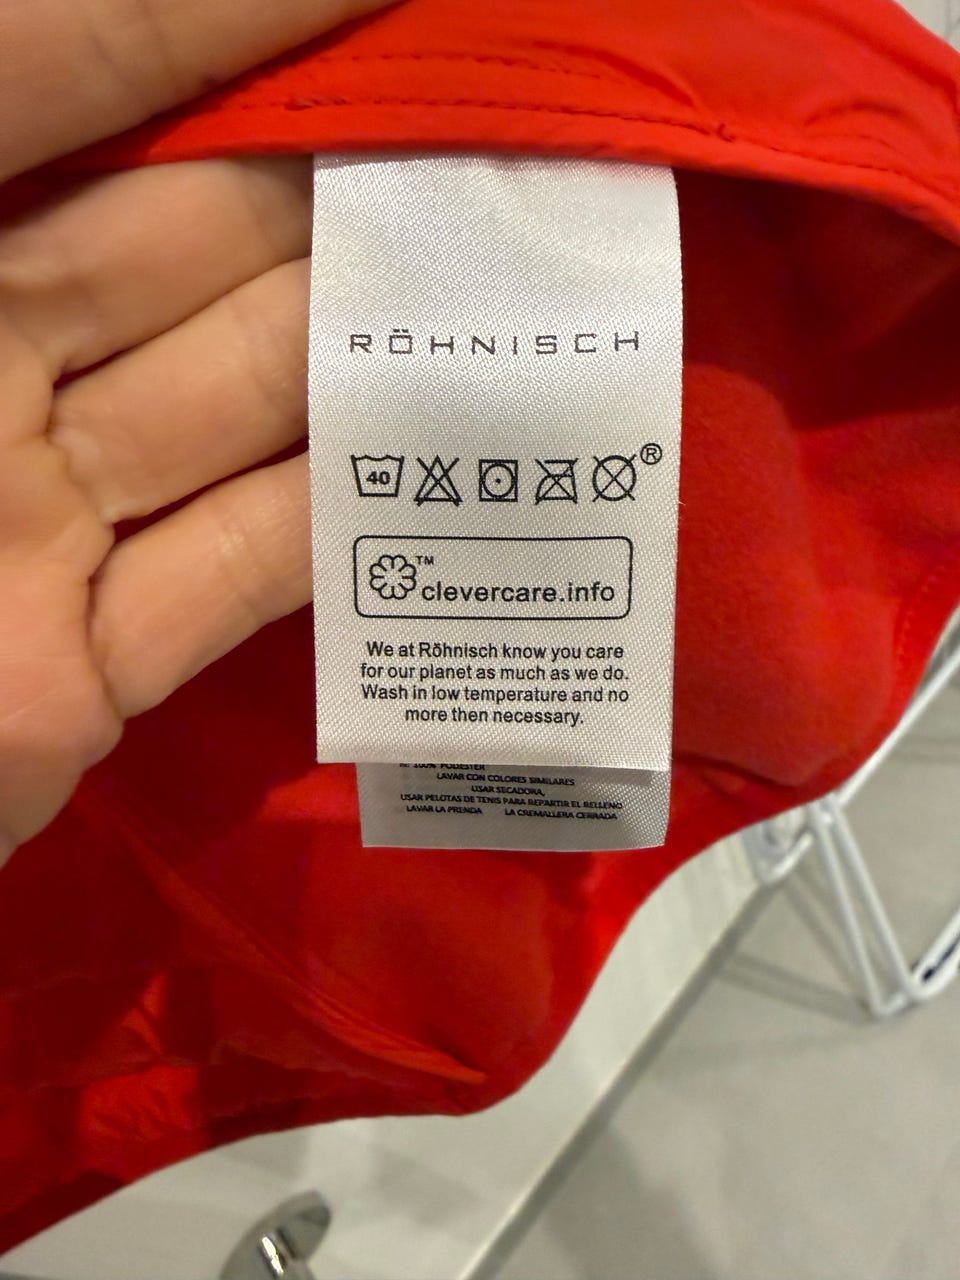 RÖHNISCH
40
®
™
clevercare.info
We at Röhnisch know you care
for our planet as much as we do.
Wash in low temperature and no
more then necessary.
100% POLIESTER
LAVAR CON COLORES SIMILARES
USAR SECADORA,
USAR PELOTAS DE TENIS PARA REPARTIR EL RELLENO
LAVAR LA PRENDA LA CREMALLERA CERRADA